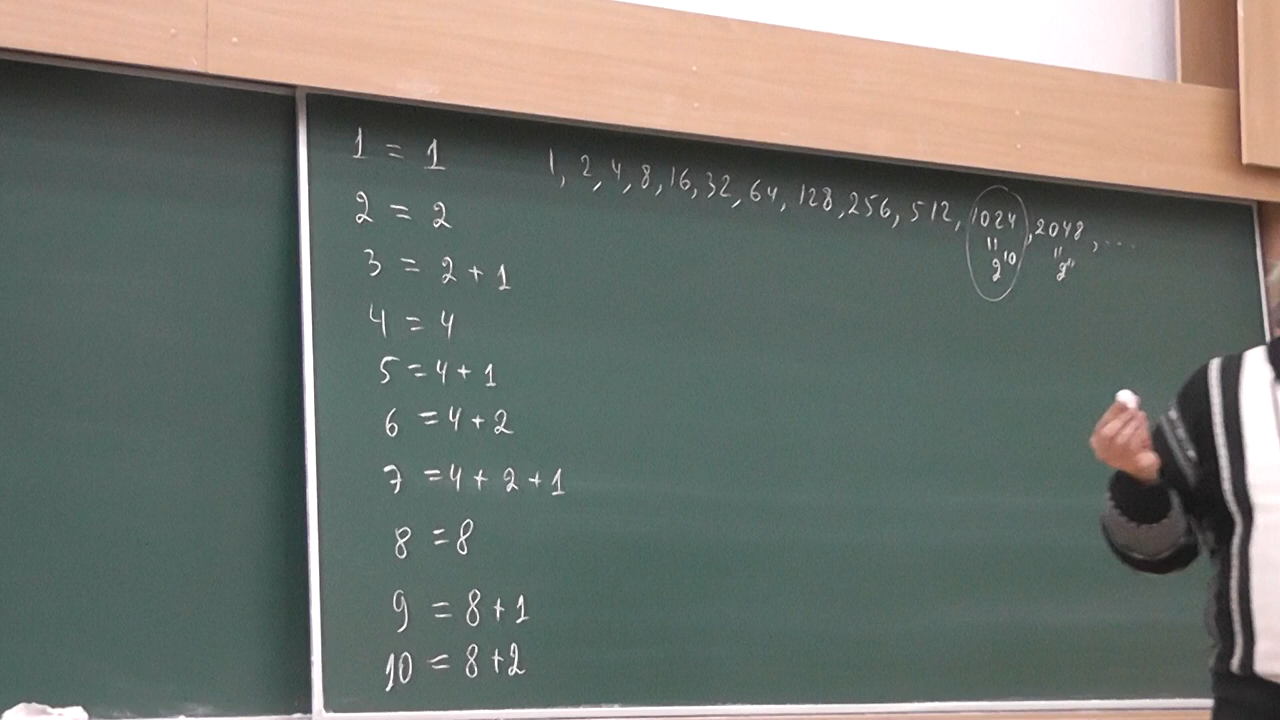 1 = 1
2 = 2
3 = 2 + 1
4 = 4
5 = 4 + 1
6 = 4 + 2
7 = 4 + 2 + 1
8 = 8
9 = 8 + 1
10 = 8 + 2
1, 2, 4, 8, 16, 32, 64, 128, 256, 512, 1024, 2048, ...
" "
2¹⁰ 2¹¹